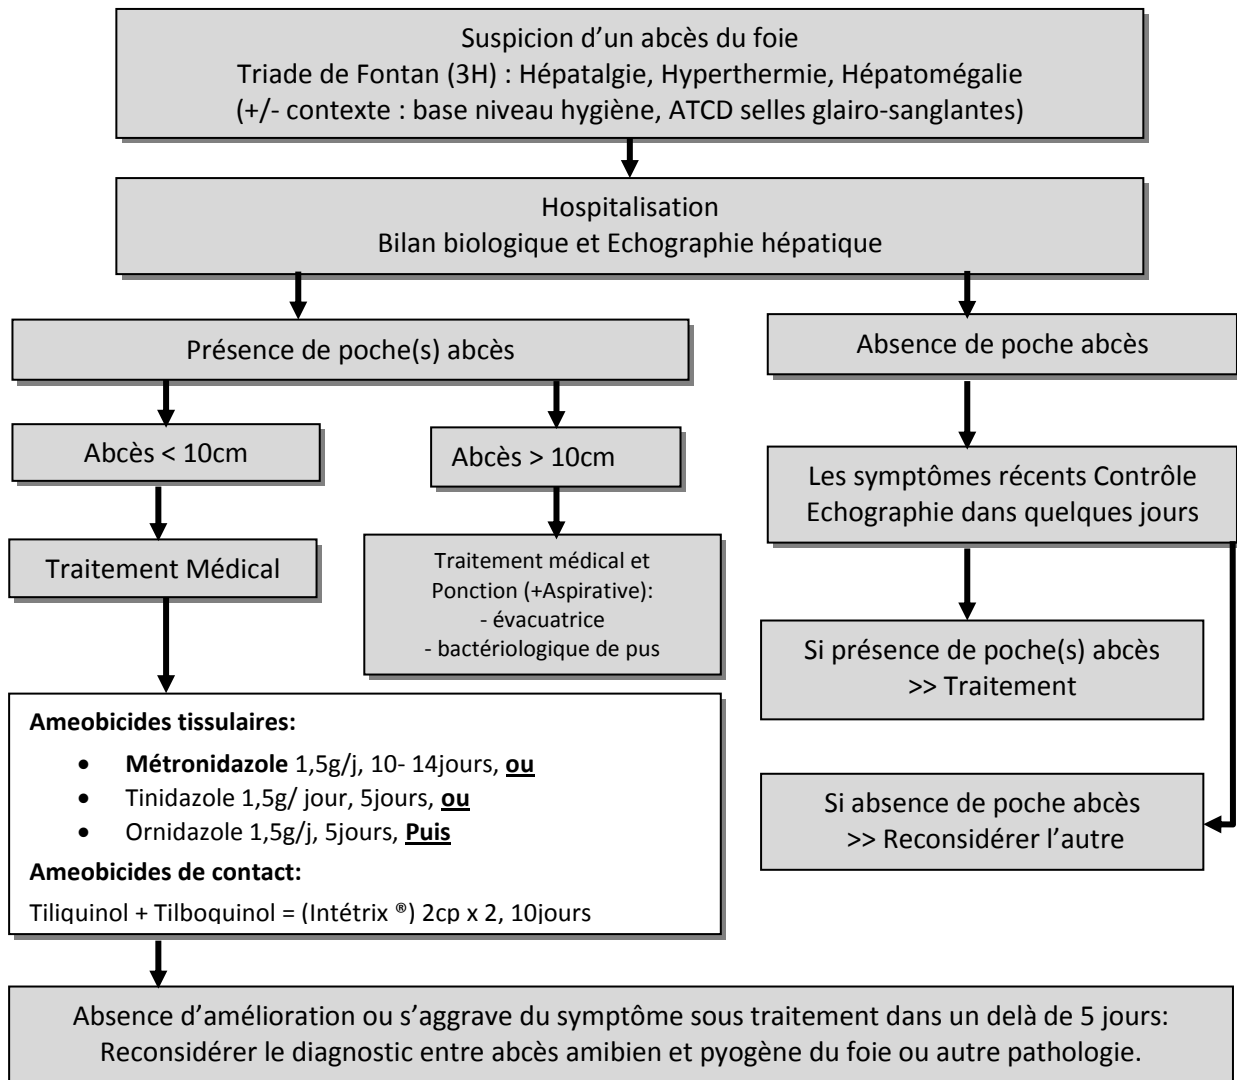 Suspicion d’un abcès du foie
Triade de Fontan (3H) : Hépatalgie, Hyperthermie, Hépatomégalie
(+/- contexte : base niveau hygiène, ATCD selles glairo-sanglantes)
Hospitalisation
Bilan biologique et Echographie hépatique
Présence de poche(s) abcès
Absence de poche abcès
Abcès < 10cm
Abcès > 10cm
Les symptômes récents Contrôle
Echographie dans quelques jours
Traitement Médical
Traitement médical et
Ponction (+Aspirative):
- évacuatrice
- bactériologique de pus
Si présence de poche(s) abcès
>> Traitement
Ameobicides tissulaires:
• Métronidazole 1,5g/j, 10- 14jours, ou
• Tinidazole 1,5g/ jour, 5jours, ou
• Ornidazole 1,5g/j, 5jours, Puis
Ameobicides de contact:
Tiliquinol + Tilboquinol = (Intétrix ®) 2cp x 2, 10jours
Si absence de poche abcès
>> Reconsidérer l’autre
Absence d’amélioration ou s’aggrave du symptôme sous traitement dans un delà de 5 jours:
Reconsidérer le diagnostic entre abcès amibien et pyogène du foie ou autre pathologie.